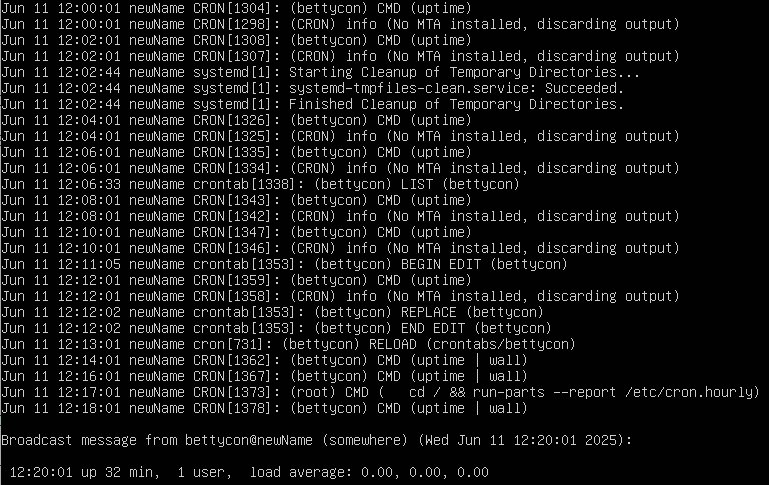 Jun 11 12:00:01 newName CRON[1304]: (bettycon) CMD (uptime)
Jun 11 12:00:01 newName CRON[1298]: (CRON) info (No MTA installed, discarding output)
Jun 11 12:02:01 newName CRON[1308]: (bettycon) CMD (uptime)
Jun 11 12:02:01 newName CRON[1307]: (CRON) info (No MTA installed, discarding output)
Jun 11 12:02:44 newName systemd[1]: Starting Cleanup of Temporary Directories...
Jun 11 12:02:44 newName systemd[1]: systemd-tmpfiles-clean.service: Succeeded.
Jun 11 12:02:44 newName systemd[1]: Finished Cleanup of Temporary Directories.
Jun 11 12:04:01 newName CRON[1326]: (bettycon) CMD (uptime)
Jun 11 12:04:01 newName CRON[1325]: (CRON) info (No MTA installed, discarding output)
Jun 11 12:06:01 newName CRON[1335]: (bettycon) CMD (uptime)
Jun 11 12:06:01 newName CRON[1334]: (CRON) info (No MTA installed, discarding output)
Jun 11 12:06:33 newName crontab[1338]: (bettycon) LIST (bettycon)
Jun 11 12:08:01 newName CRON[1343]: (bettycon) CMD (uptime)
Jun 11 12:08:01 newName CRON[1342]: (CRON) info (No MTA installed, discarding output)
Jun 11 12:10:01 newName CRON[1347]: (bettycon) CMD (uptime)
Jun 11 12:10:01 newName CRON[1346]: (CRON) info (No MTA installed, discarding output)
Jun 11 12:11:05 newName crontab[1353]: (bettycon) BEGIN EDIT (bettycon)
Jun 11 12:12:01 newName CRON[1359]: (bettycon) CMD (uptime)
Jun 11 12:12:01 newName CRON[1358]: (CRON) info (No MTA installed, discarding output)
Jun 11 12:12:02 newName crontab[1353]: (bettycon) REPLACE (bettycon)
Jun 11 12:12:02 newName crontab[1353]: (bettycon) END EDIT (bettycon)
Jun 11 12:13:01 newName cron[731]: (bettycon) RELOAD (crontabs/bettycon)
Jun 11 12:14:01 newName CRON[1362]: (bettycon) CMD (uptime | wall)
Jun 11 12:16:01 newName CRON[1367]: (bettycon) CMD (uptime | wall)
Jun 11 12:17:01 newName CRON[1373]: (root) CMD (   cd / && run-parts --report /etc/cron.hourly)
Jun 11 12:18:01 newName CRON[1378]: (bettycon) CMD (uptime | wall)
Broadcast message from bettycon@newName (somewhere) (Wed Jun 11 12:20:01 2025):
12:20:01 up 32 min,  1 user,  load average: 0.00, 0.00, 0.00